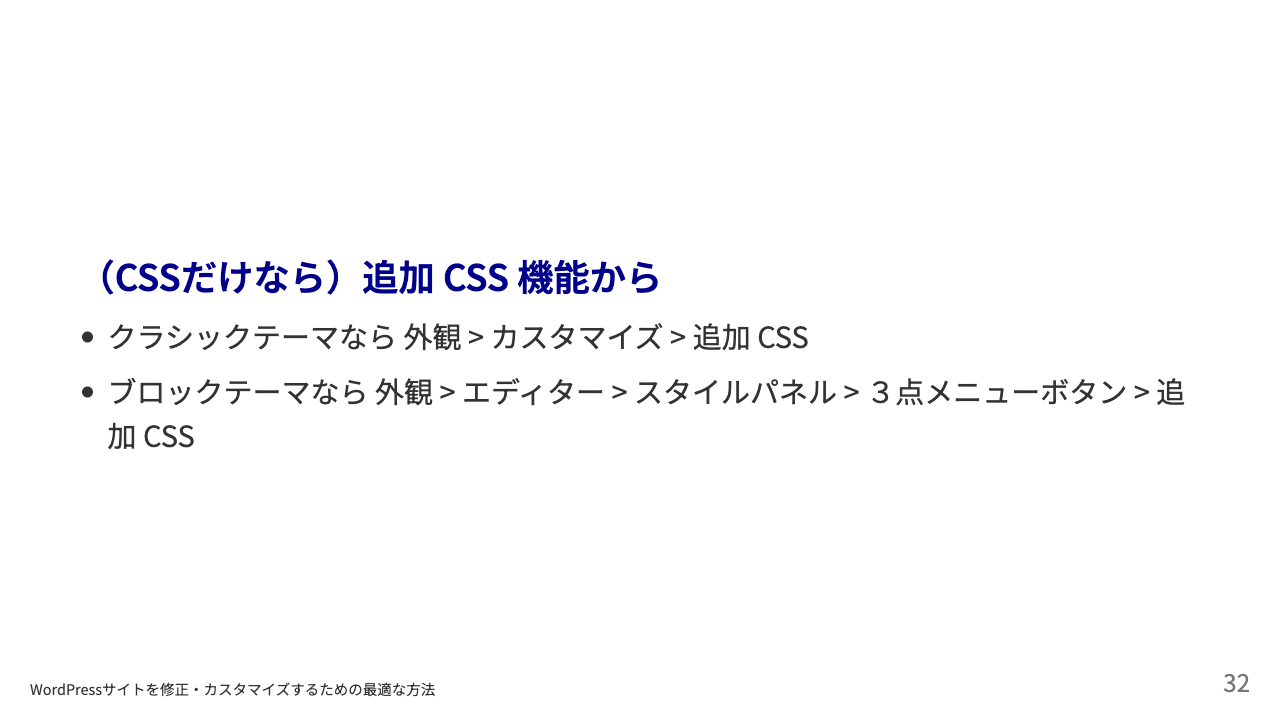 （CSSだけなら）追加 CSS 機能から
• クラシックテーマなら 外観 > カスタマイズ > 追加 CSS
• ブロックテーマなら 外観 > エディター > スタイルパネル > ３点メニューボタン > 追
加 CSS
WordPressサイトを修正・カスタマイズするための最適な方法
32